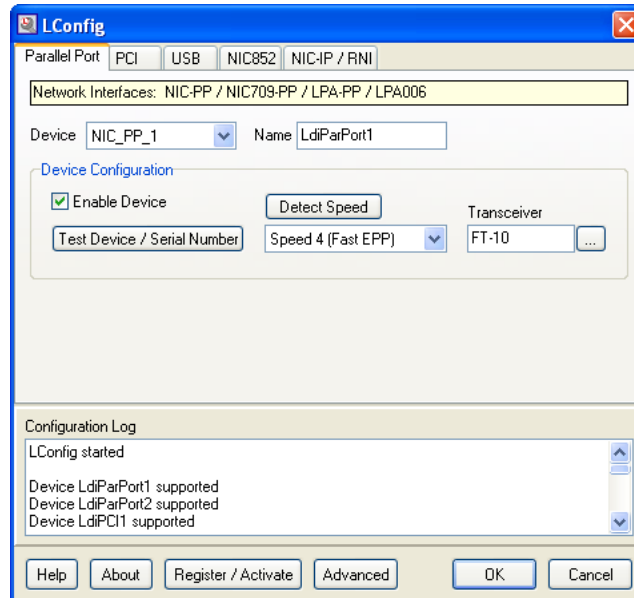 LConfig
Parallel Port PCI USB NIC852 NIC-IP / RNI
Network Interfaces: NIC-PP / NIC709-PP / LPA-PP / LPA006
Device NIC_PP_1 Name LdiParPort1
Device Configuration
Enable Device Detect Speed Transceiver
Test Device / Serial Number Speed 4 (Fast EPP) FT-10 ...
Configuration Log
LConfig started
Device LdiParPort1 supported
Device LdiParPort2 supported
Device LdiPCI1 supported
Help About Register / Activate Advanced OK Cancel